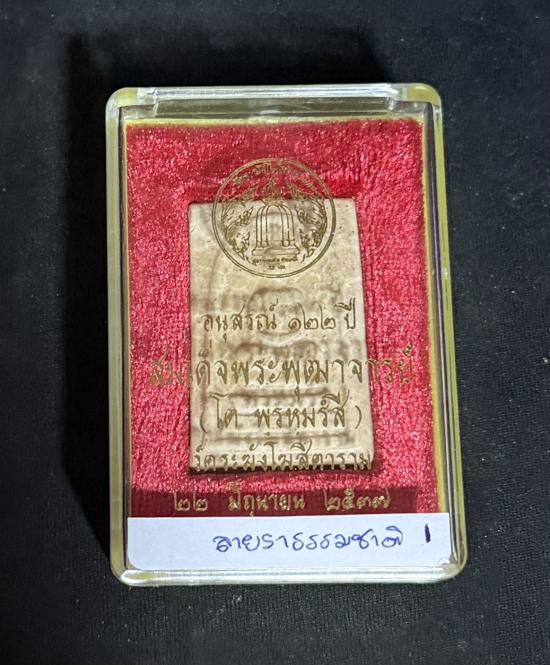 อนุสรณ์ ๑๒๒ ปี
สมเด็จพระพุฒาจารย์
(โต พรหมรํสี)
วัดระฆังโฆสิตาราม
๒๒ มิถุนายน ๒๕๓๗
ลายราธรรมชาติ 1